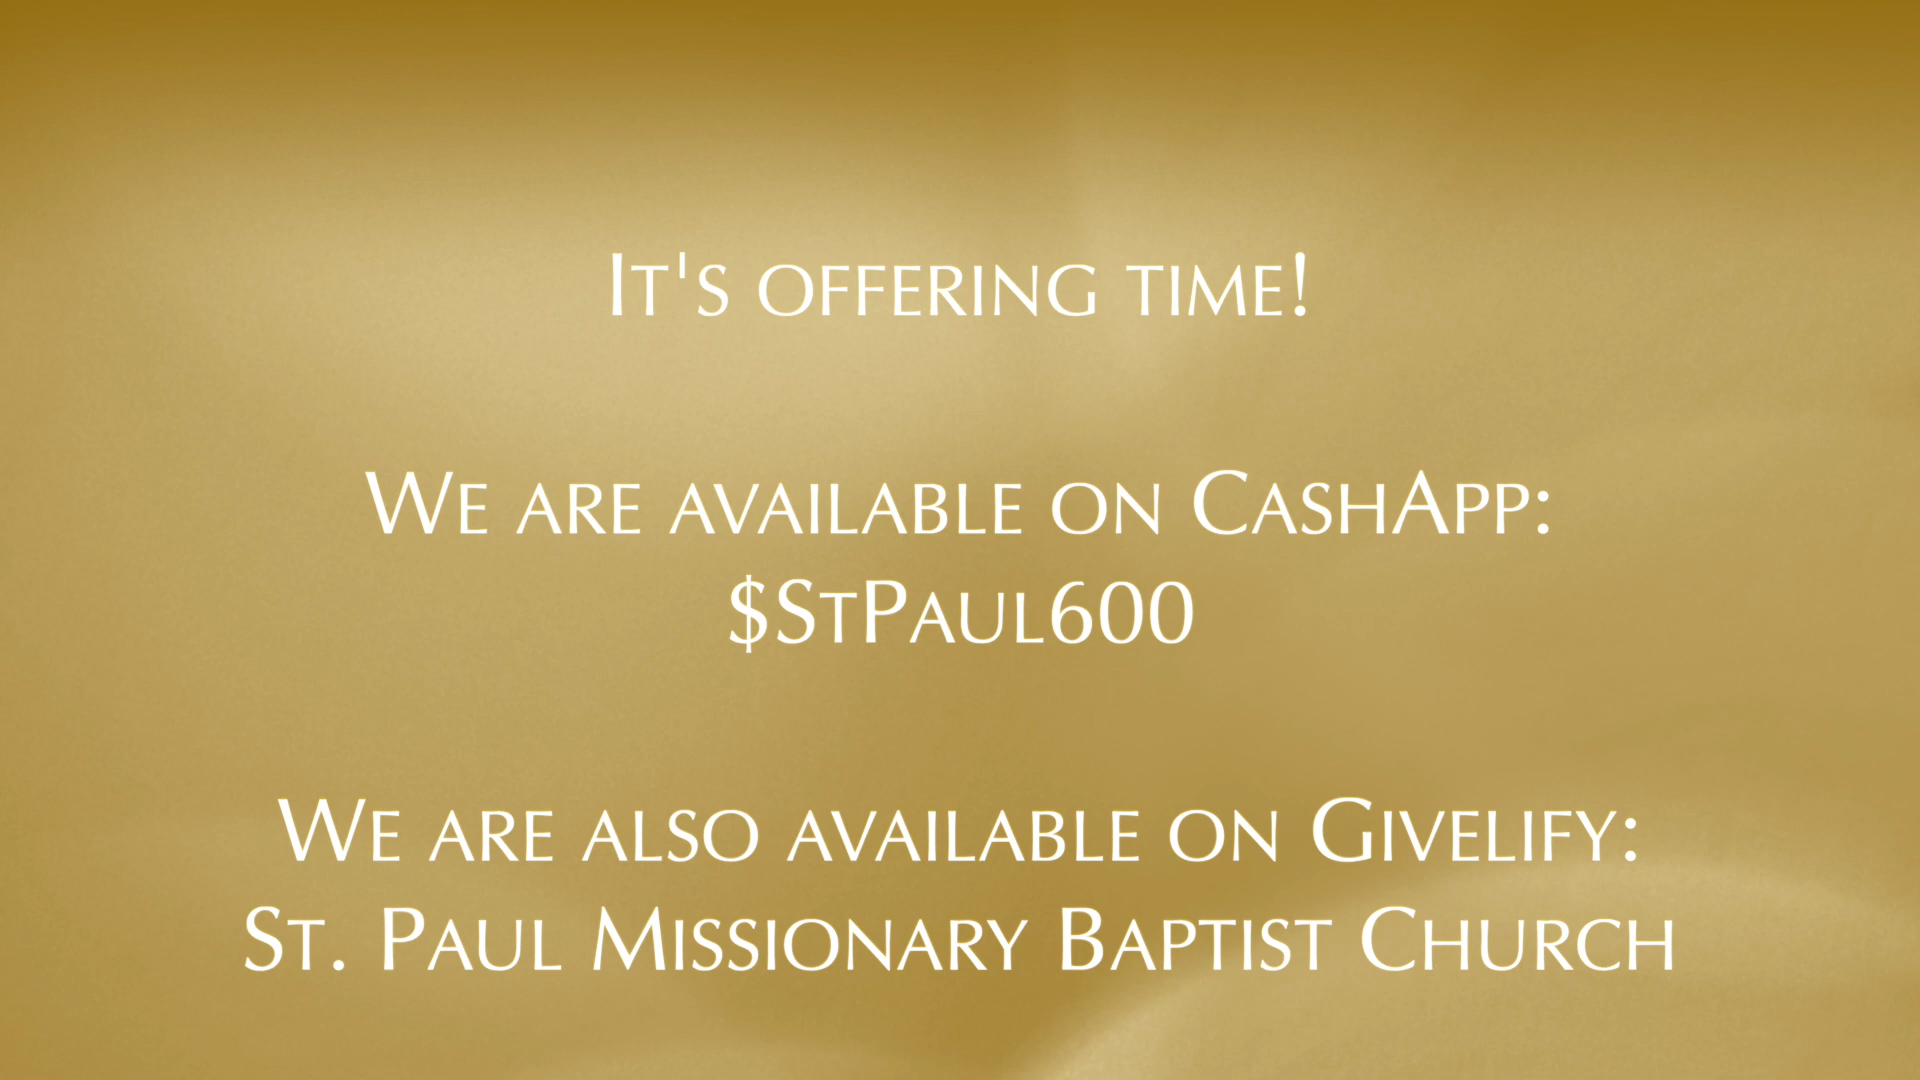 It's offering time!
We are available on CashApp:
$StPaul600
We are also available on Givelify:
St. Paul Missionary Baptist Church